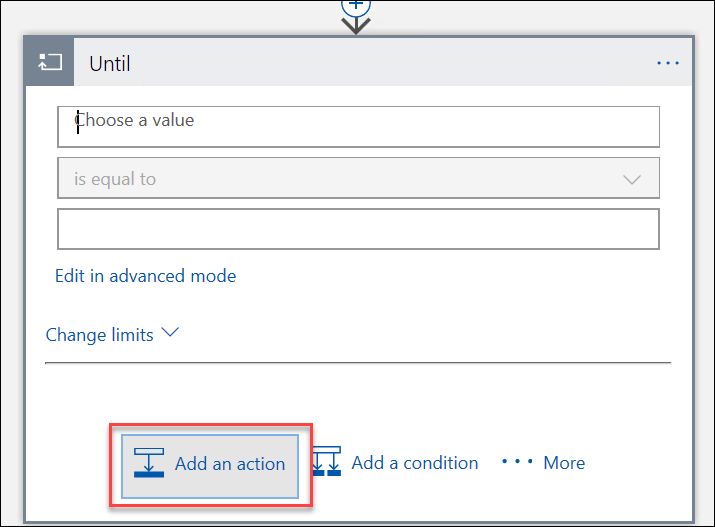 Until
Choose a value
is equal to
Edit in advanced mode
Change limits
Add an action
Add a condition
More